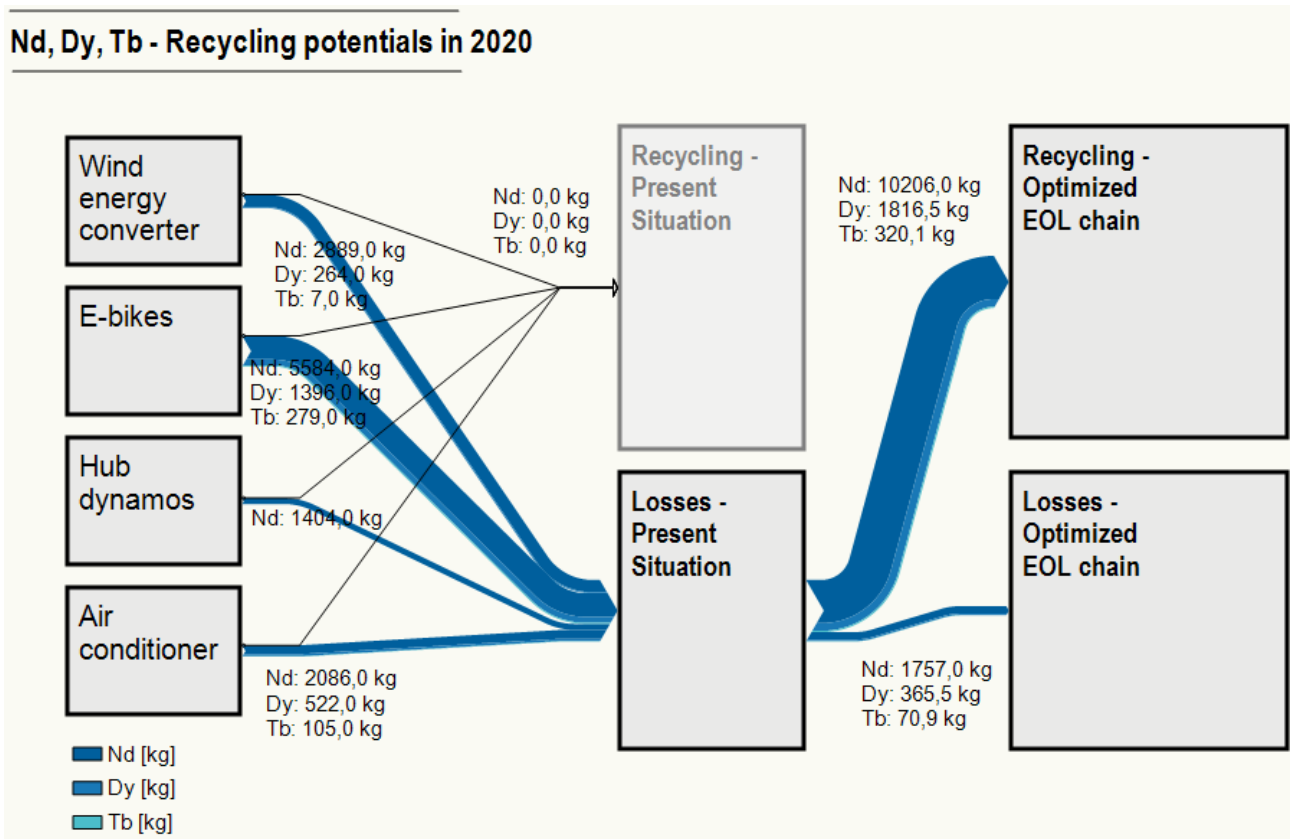 Nd, Dy, Tb - Recycling potentials in 2020
Wind
energy
converter
Nd: 2889,0 kg
Dy: 264,0 kg
Tb: 7,0 kg
E-bikes
Nd: 5584,0 kg
Dy: 1396,0 kg
Tb: 279,0 kg
Hub
dynamos
Nd: 1404,0 kg
Air
conditioner
Nd: 2086,0 kg
Dy: 522,0 kg
Tb: 105,0 kg
Nd: 0,0 kg
Dy: 0,0 kg
Tb: 0,0 kg
Recycling -
Present
Situation
Losses -
Present
Situation
Nd: 10206,0 kg
Dy: 1816,5 kg
Tb: 320,1 kg
Recycling -
Optimized
EOL chain
Losses -
Optimized
EOL chain
Nd: 1757,0 kg
Dy: 365,5 kg
Tb: 70,9 kg
Nd [kg]
Dy [kg]
Tb [kg]